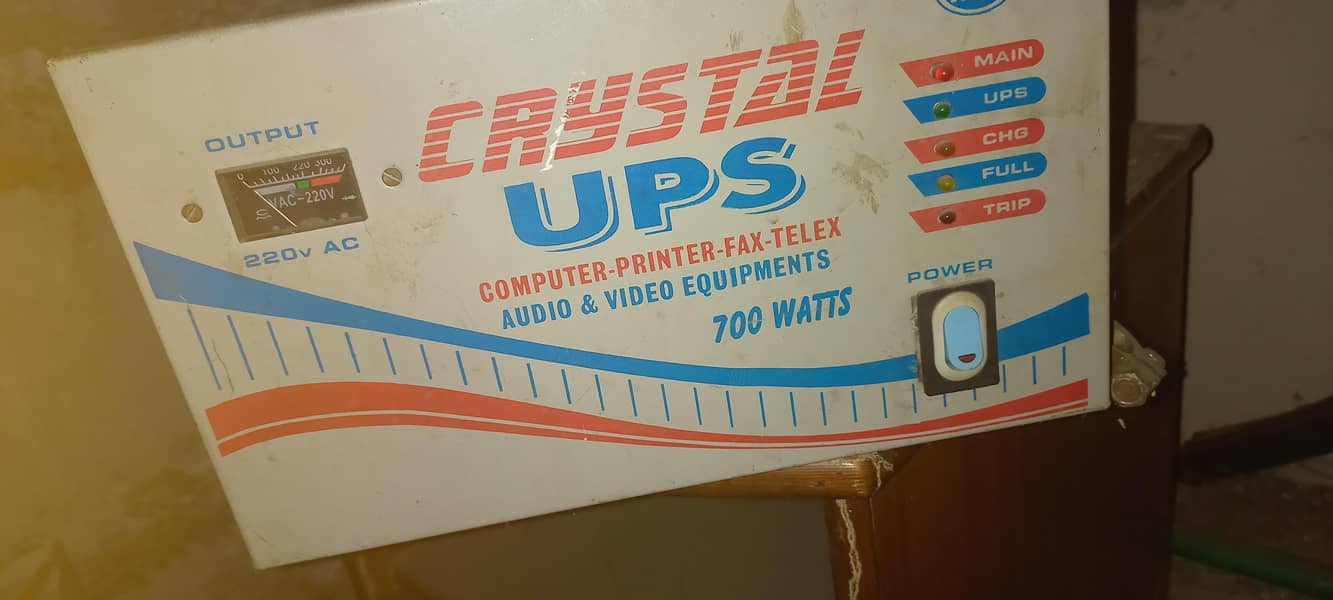 OUTPUT
0 100 220 300
VAC-220V
220v AC
CRYSTAL
UPS
COMPUTER-PRINTER-FAX-TELEX
AUDIO & VIDEO EQUIPMENTS
700 WATTS
MAIN
UPS
CHG
FULL
TRIP
POWER